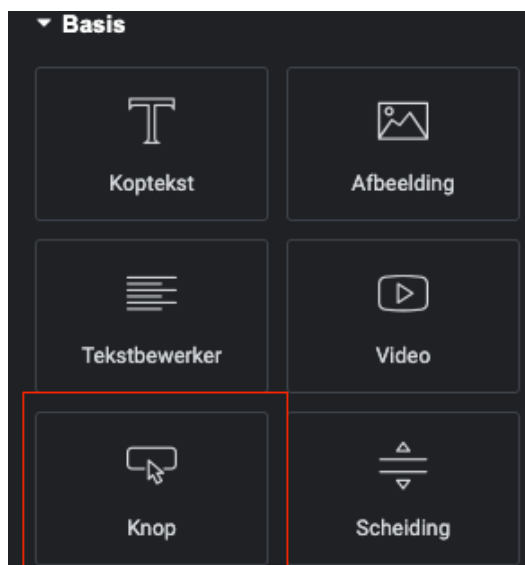 Basis
Koptekst
Afbeelding
Tekstbewerker
Video
Knop
Scheiding